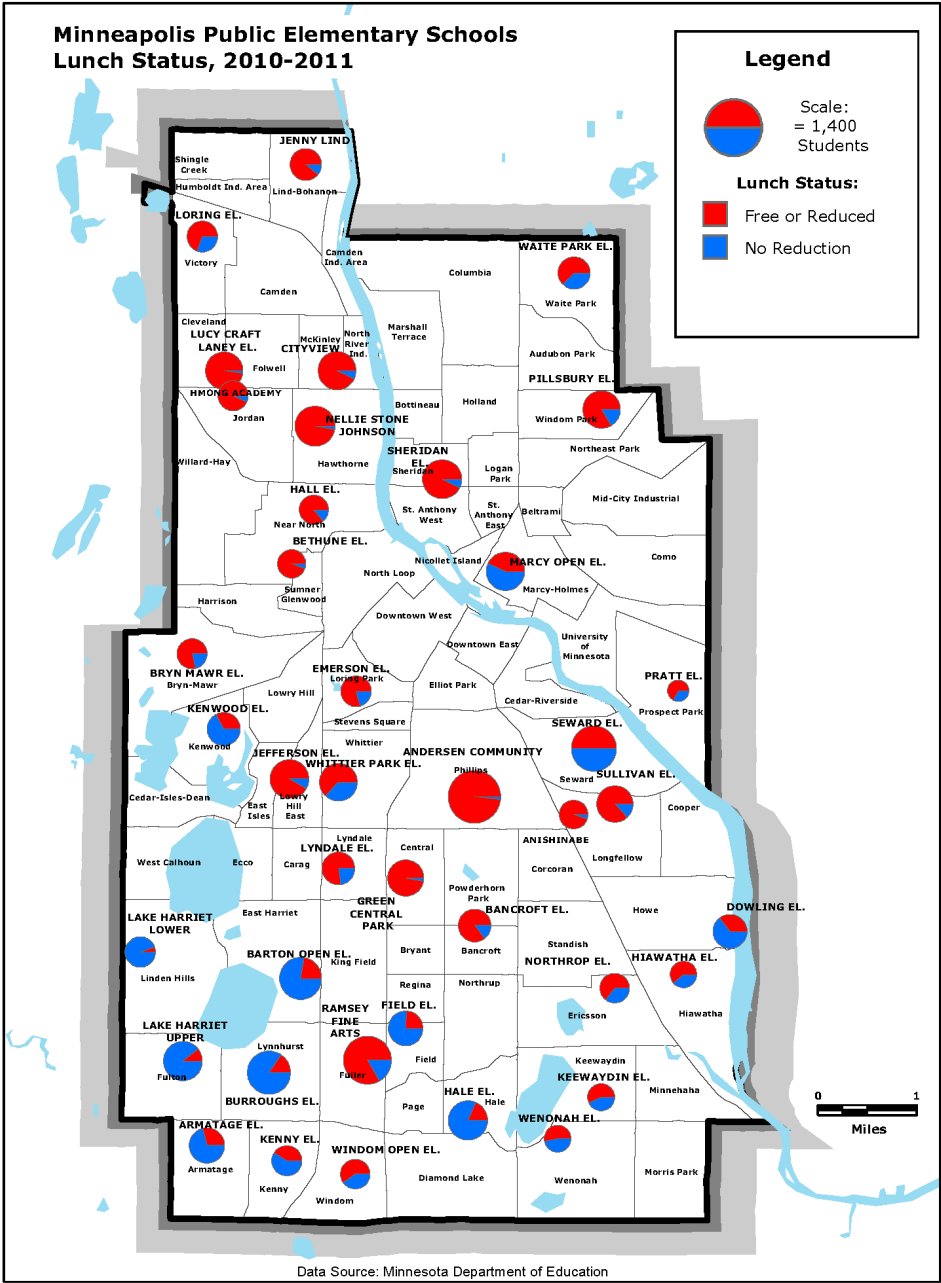 Minneapolis Public Elementary Schools
Lunch Status, 2010-2011
Legend
Scale:
= 1,400
Students
Lunch Status:
Free or Reduced
No Reduction
JENNY LIND
Shingle
Creek
Humboldt Ind. Area
Lind-Bohanon
LORING EL.
Victory
Camden
Ind. Area
WAITE PARK EL.
Columbia
Waite Park
Camden
Cleveland
LUCY CRAFT
LANEY EL.
Folwell
McKinley
CITYVIEW
North
River
Ind.
Marshall
Terrace
Audubon Park
PILLSBURY EL.
HMONG ACADEMY
Jordan
Bottineau
Holland
Windom Park
NELLIE STONE
JOHNSON
Northeast Park
Willard-Hay
Hawthorne
SHERIDAN
EL.
Sheridan
Logan
Park
Mid-City Industrial
HALL EL.
Near North
St. Anthony
West
St.
Anthony
East
Beltrami
BETHUNE EL.
Nicollet Island
MARCY OPEN EL.
Como
North Loop
Marcy-Holmes
Sumner
Glenwood
Harrison
Downtown West
Downtown East
University
of
Minnesota
BRYN MAWR EL.
Bryn-Mawr
EMERSON EL.
Loring Park
Elliot Park
PRATT EL.
Prospect Park
Lowry Hill
Cedar-Riverside
KENWOOD EL.
Kenwood
Stevens Square
SEWARD EL.
Whittier
JEFFERSON EL.
WHITTIER PARK EL.
ANDERSEN COMMUNITY
Phillips
Seward
SULLIVAN EL.
Cedar-Isles-Dean
East
Isles
Lowry
Hill
East
Cooper
ANISHINABE
Lyndale
LYNDALE EL.
Central
West Calhoun
Ecco
Carag
Corcoran
Longfellow
Powderhorn
Park
GREEN
CENTRAL
PARK
BANCROFT EL.
DOWLING EL.
Howe
LAKE HARRIET
LOWER
East Harriet
Bryant
Bancroft
Standish
BARTON OPEN EL.
King Field
NORTHROP EL.
HIAWATHA EL.
Linden Hills
Regina
Northrup
Ericsson
Hiawatha
LAKE HARRIET
UPPER
Fulton
RAMSEY
FINE
ARTS
FIELD EL.
Lynnhurst
Fuller
Field
Keewaydin
KEEWAYDIN EL.
Minnehaha
BURROUGHS EL.
Page
HALE EL.
Hale
WENONAH EL.
0 1
Miles
ARMATAGE EL.
Armatage
KENNY EL.
Kenny
WINDOM OPEN EL.
Windom
Diamond Lake
Wenonah
Morris Park
Data Source: Minnesota Department of Education